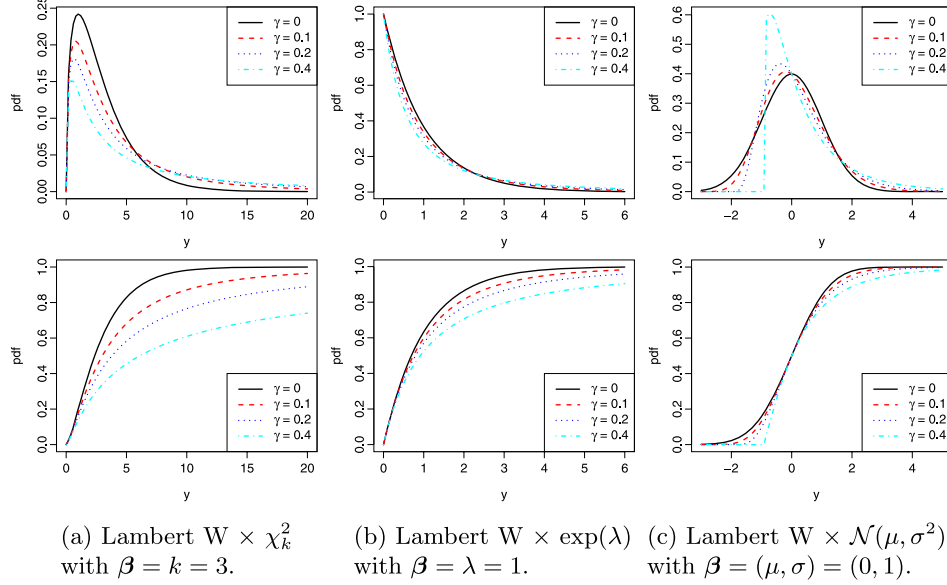 0.00 0.05 0.10 0.15 0.20 0.25
pdf
γ = 0
γ = 0.1
γ = 0.2
γ = 0.4
0 5 10 15 20
y
0.0 0.2 0.4 0.6 0.8 1.0
pdf
γ = 0
γ = 0.1
γ = 0.2
γ = 0.4
0 1 2 3 4 5 6
y
0.0 0.1 0.2 0.3 0.4 0.5 0.6
pdf
γ = 0
γ = 0.1
γ = 0.2
γ = 0.4
−2 0 2 4
y
0.0 0.2 0.4 0.6 0.8 1.0
pdf
γ = 0
γ = 0.1
γ = 0.2
γ = 0.4
0 5 10 15 20
y
0.0 0.2 0.4 0.6 0.8 1.0
pdf
γ = 0
γ = 0.1
γ = 0.2
γ = 0.4
0 1 2 3 4 5 6
y
0.0 0.2 0.4 0.6 0.8 1.0
pdf
γ = 0
γ = 0.1
γ = 0.2
γ = 0.4
−2 0 2 4
y
(a) Lambert W × χ²ₖ
with β = k = 3.
(b) Lambert W × exp(λ)
with β = λ = 1.
(c) Lambert W × 𝒩(μ, σ²)
with β = (μ, σ) = (0, 1).